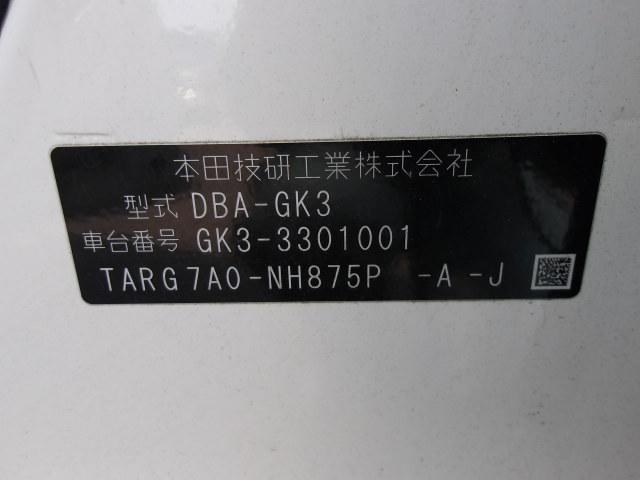 本田技研工業株式会社
型式 DBA-GK3
車台番号 GK3-3301001
TARG7A0-NH875P -A -J